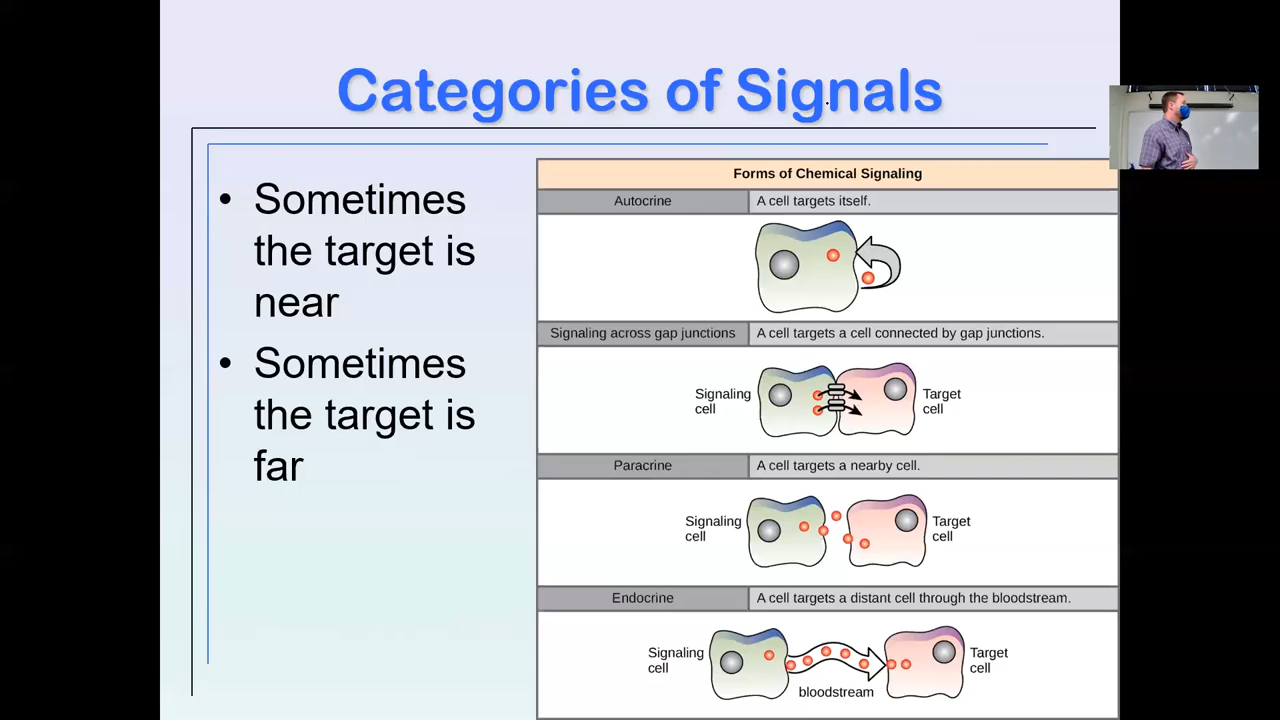 Categories of Signals
• Sometimes
the target is
near
• Sometimes
the target is
far
Forms of Chemical Signaling
Autocrine
A cell targets itself.
Signaling across gap junctions
A cell targets a cell connected by gap junctions.
Signaling
cell
Target
cell
Paracrine
A cell targets a nearby cell.
Signaling
cell
Target
cell
Endocrine
A cell targets a distant cell through the bloodstream.
Signaling
cell
bloodstream
Target
cell